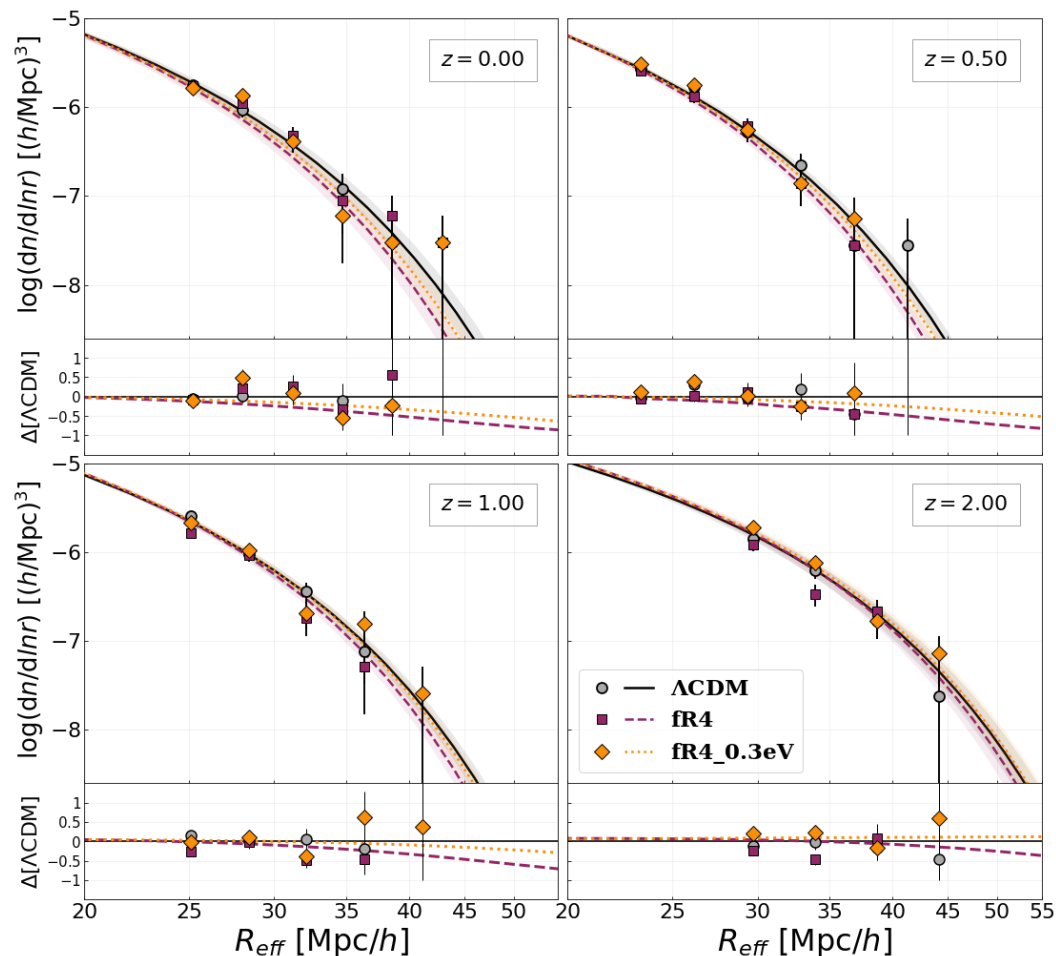 z = 0.00
z = 0.50
log(dn/dlnr) [(h/Mpc)^3]
−5
−6
−7
−8
Δ[ΛCDM]
1
0.5
0
−0.5
−1
z = 1.00
z = 2.00
log(dn/dlnr) [(h/Mpc)^3]
−5
−6
−7
−8
ΛCDM
fR4
fR4_0.3eV
Δ[ΛCDM]
1
0.5
0
−0.5
−1
20 25 30 35 40 45 50 20 25 30 35 40 45 50 55
R_eff [Mpc/h] R_eff [Mpc/h]